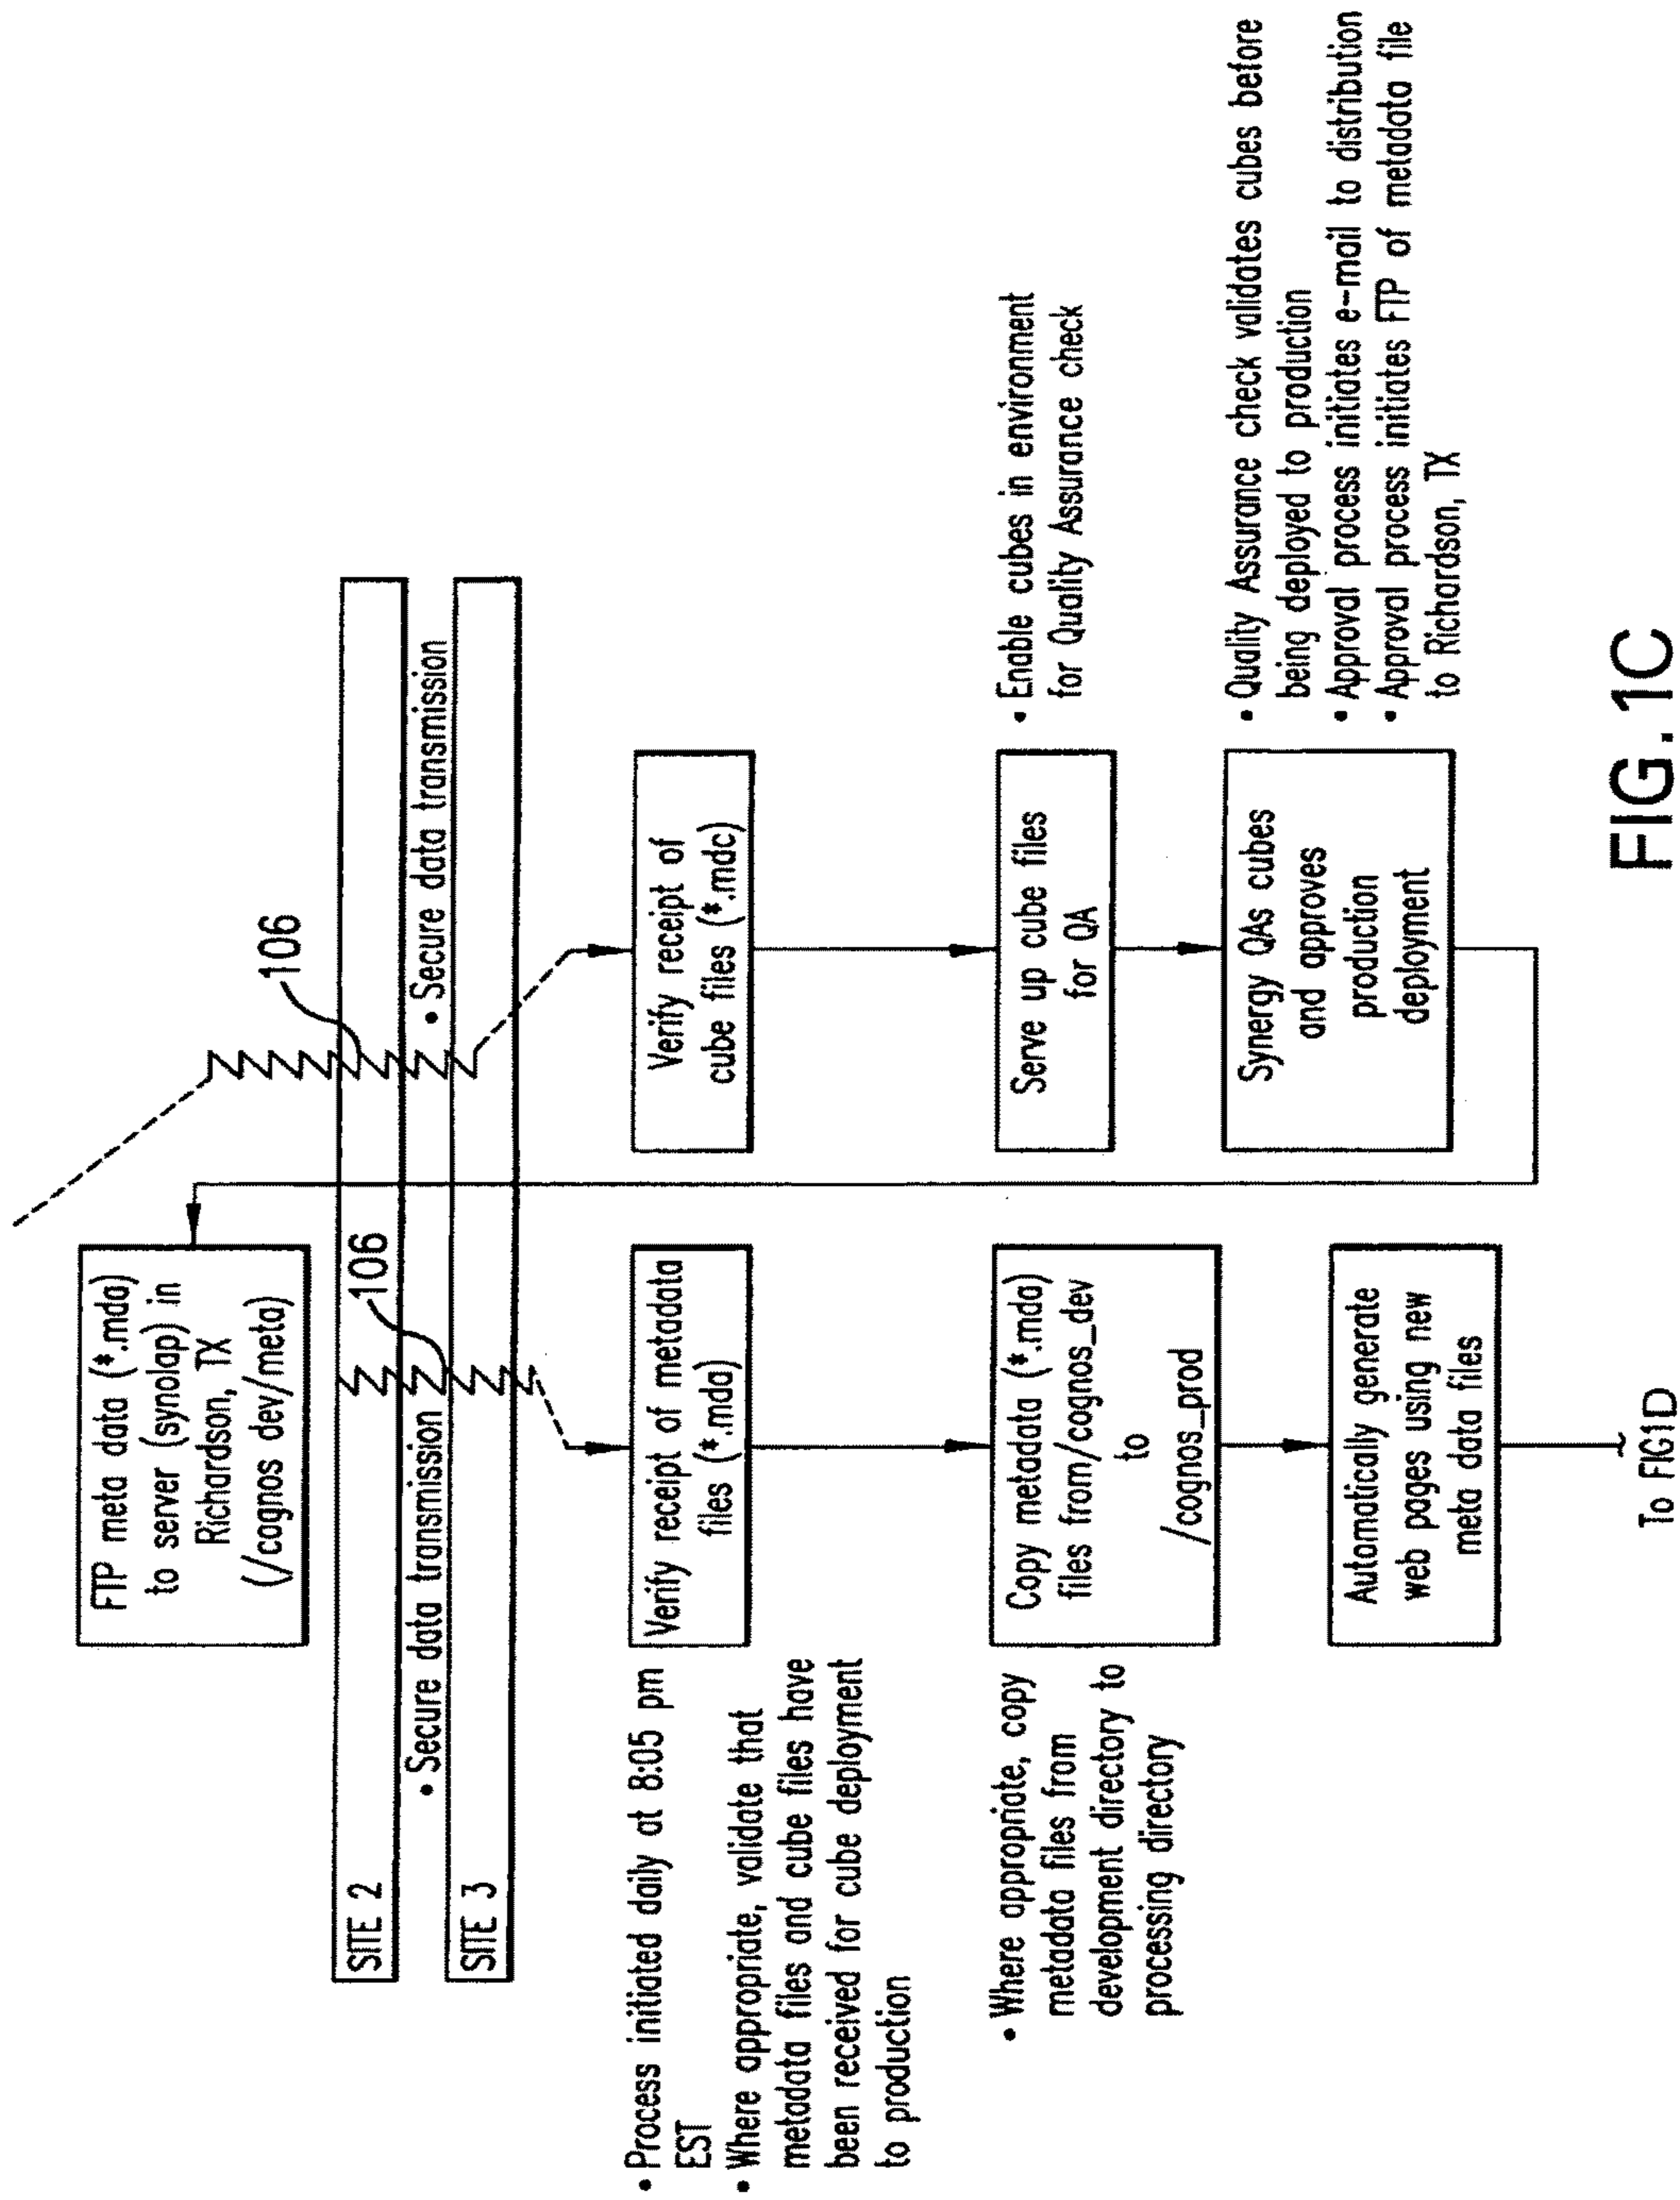 FTP meta data (*.mda)
to server (synolap) in
Richardson, TX
(/cognos dev/meta)
106
SITE 2
• Secure data transmission
106
• Secure data transmission
SITE 3
• Process initiated daily at 8:05 pm
EST
• Where appropriate, validate that
metadata files and cube files have
been received for cube deployment
to production
Verify receipt of metadata
files (*.mda)
Verify receipt of
cube files (*.mdc)
• Where appropriate, copy
metadata files from
development directory to
processing directory
Copy metadata (*.mda)
files from/cognos_dev
to
/cognos_prod
Serve up cube files
for QA
• Enable cubes in environment
for Quality Assurance check
Automatically generate
web pages using new
meta data files
Synergy QAs cubes
and approves
production
deployment
• Quality Assurance check validates cubes before
being deployed to production
• Approval process initiates e-mail to distribution
• Approval process initiates FTP of metadata file
to Richardson, TX
To FIG1D
FIG. 1C